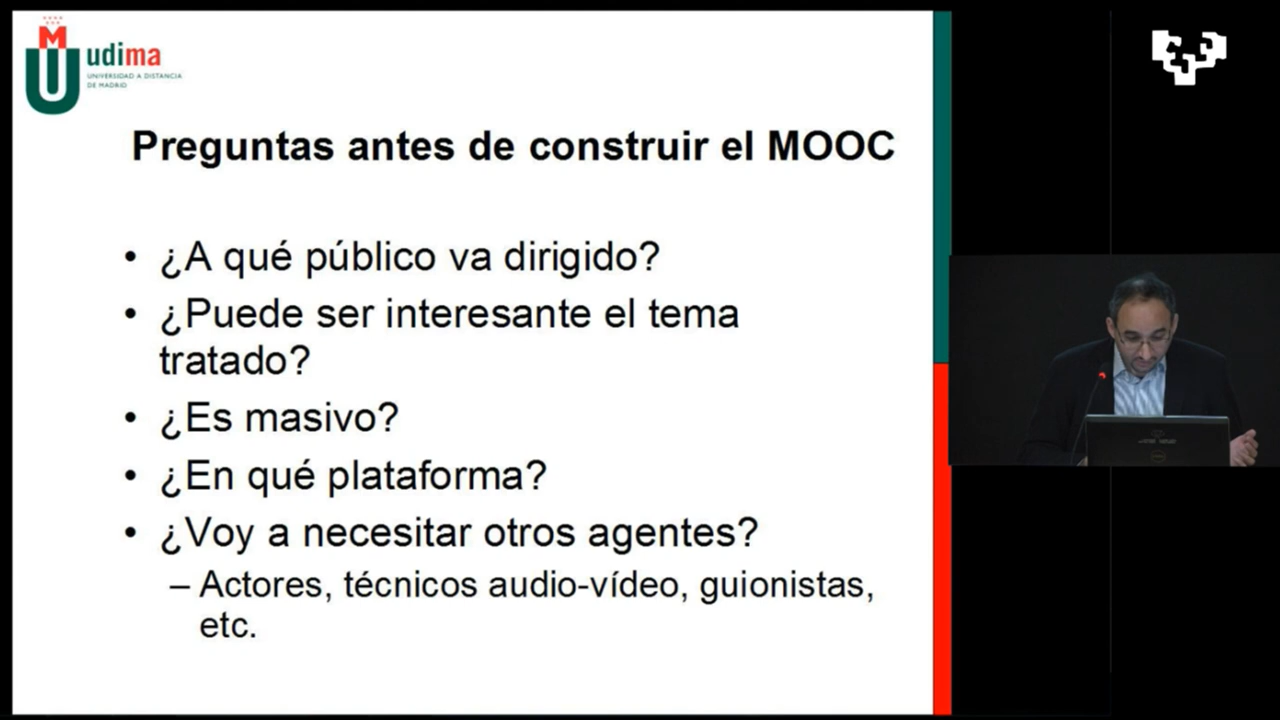 udima
UNIVERSIDAD A DISTANCIA
DE MADRID
Preguntas antes de construir el MOOC
• ¿A qué público va dirigido?
• ¿Puede ser interesante el tema
tratado?
• ¿Es masivo?
• ¿En qué plataforma?
• ¿Voy a necesitar otros agentes?
– Actores, técnicos audio-vídeo, guionistas,
etc.